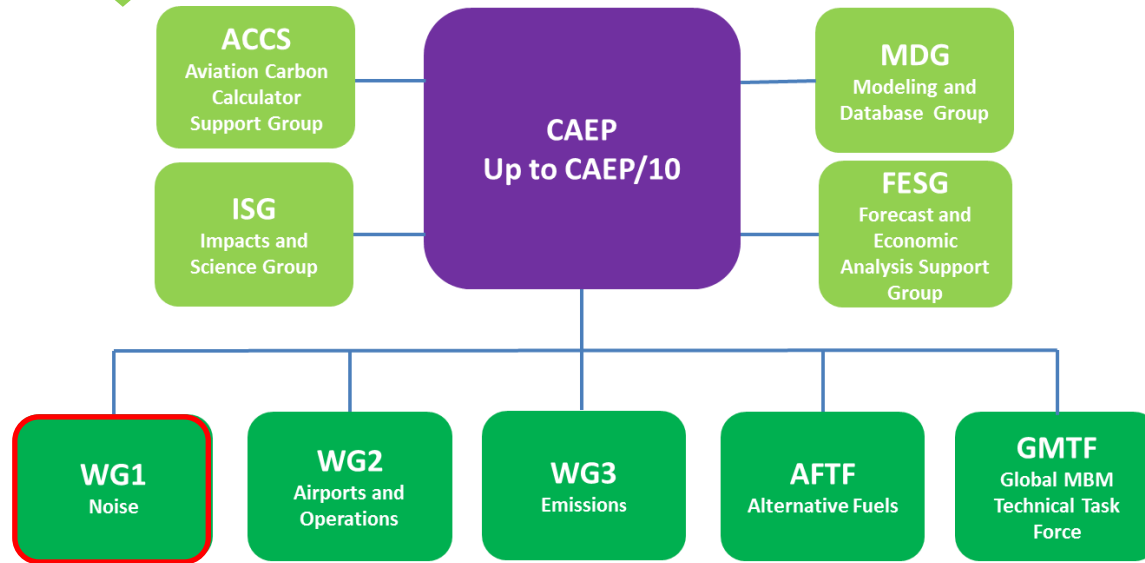 ACCS
Aviation Carbon
Calculator
Support Group
MDG
Modeling and
Database Group
CAEP
Up to CAEP/10
ISG
Impacts and
Science Group
FESG
Forecast and
Economic
Analysis Support
Group
WG1
Noise
WG2
Airports and
Operations
WG3
Emissions
AFTF
Alternative Fuels
GMTF
Global MBM
Technical Task
Force